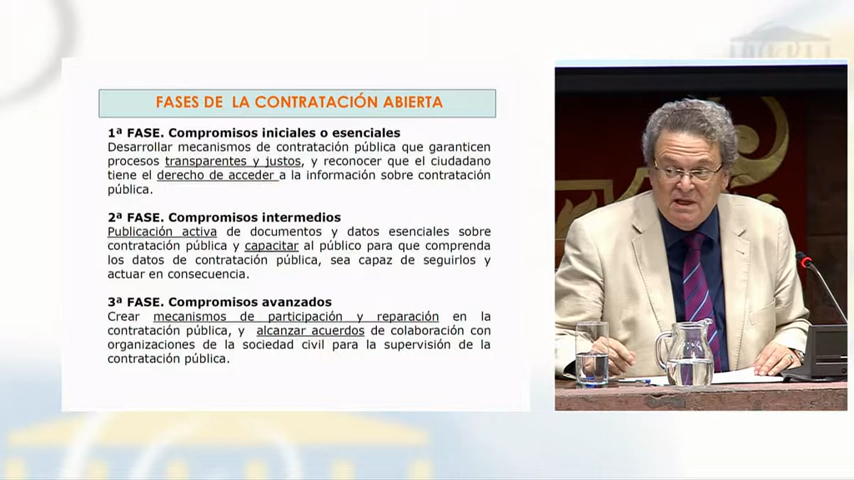 FASES DE LA CONTRATACIÓN ABIERTA
1ª FASE. Compromisos iniciales o esenciales
Desarrollar mecanismos de contratación pública que garanticen
procesos transparentes y justos, y reconocer que el ciudadano
tiene el derecho de acceder a la información sobre contratación
pública.
2ª FASE. Compromisos intermedios
Publicación activa de documentos y datos esenciales sobre
contratación pública y capacitar al público para que comprenda
los datos de contratación pública, sea capaz de seguirlos y
actuar en consecuencia.
3ª FASE. Compromisos avanzados
Crear mecanismos de participación y reparación en la
contratación pública, y alcanzar acuerdos de colaboración con
organizaciones de la sociedad civil para la supervisión de la
contratación pública.